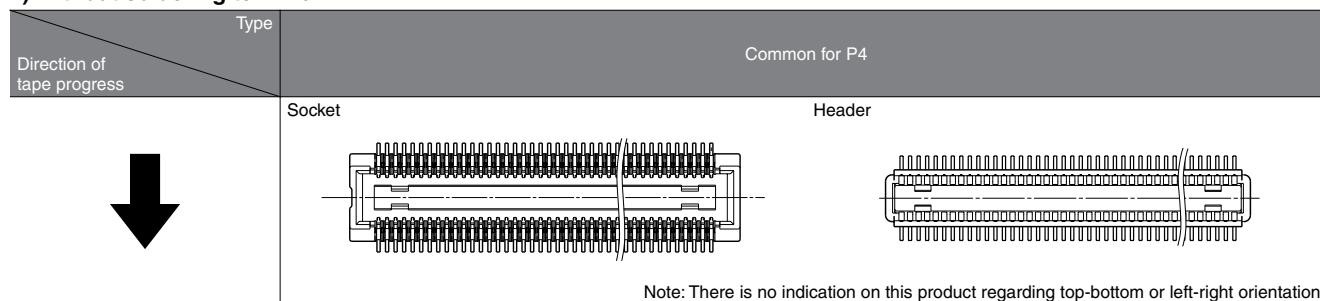 Type
Direction of
tape progress
Common for P4
Socket
Header
Note: There is no indication on this product regarding top-bottom or left-right orientation